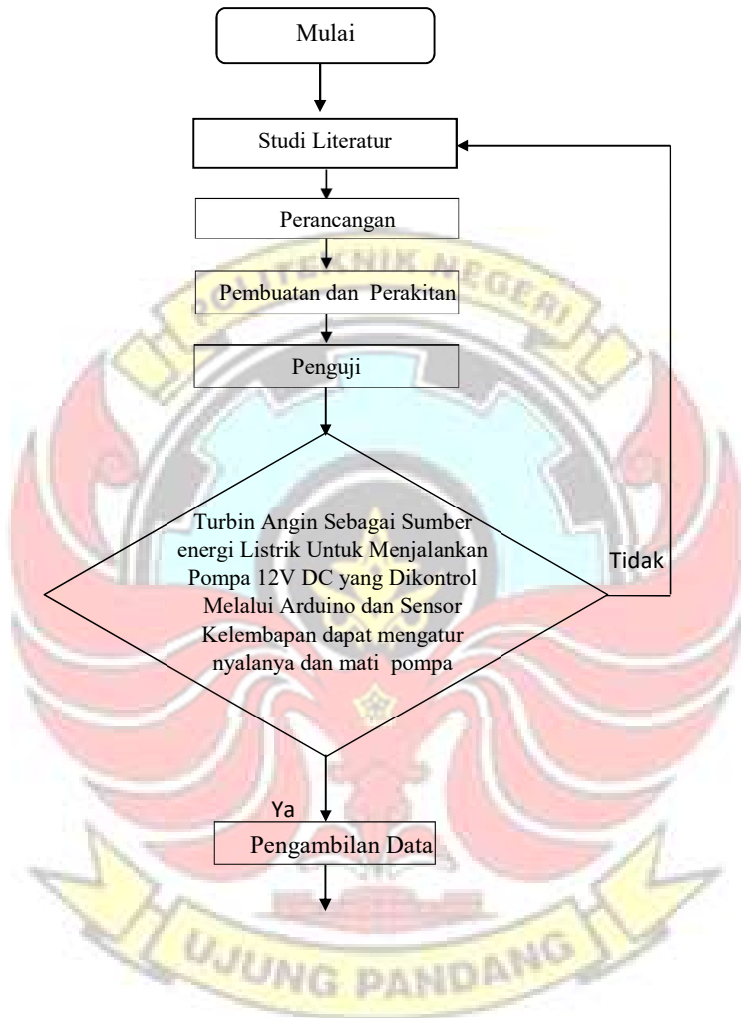 Mulai
Studi Literatur
Perancangan
POLITEKNIK NEGERI
Pembuatan dan Perakitan
Penguji
Turbin Angin Sebagai Sumber
energi Listrik Untuk Menjalankan
Pompa 12V DC yang Dikontrol
Melalui Arduino dan Sensor
Kelembapan dapat mengatur
nyalanya dan mati pompa
Tidak
Ya
Pengambilan Data
UJUNG PANDANG